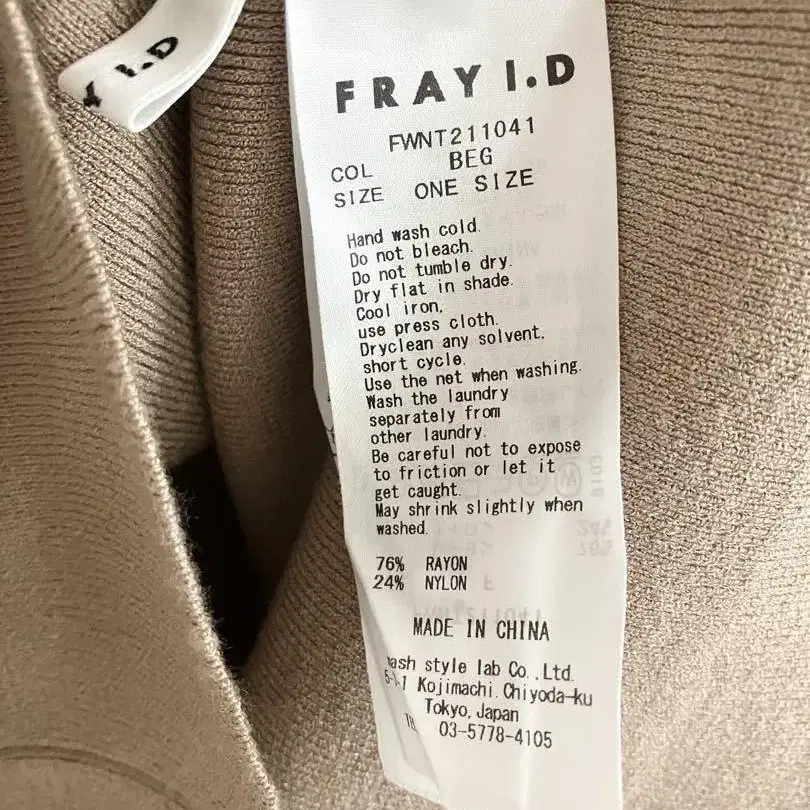 I.D
FRAY I.D
FWNT211041
COL BEG
SIZE ONE SIZE
Hand wash cold.
Do not bleach.
Do not tumble dry.
Dry flat in shade.
Cool iron,
use press cloth.
Dryclean any solvent,
short cycle.
Use the net when washing.
Wash the laundry
separately from
other laundry.
Be careful not to expose
to friction or let it
get caught.
May shrink slightly when
washed.
76% RAYON
24% NYLON
MADE IN CHINA
mash style lab Co.,Ltd.
5-1-1 Kojimachi.Chiyoda-ku
Tokyo, Japan
03-5778-4105